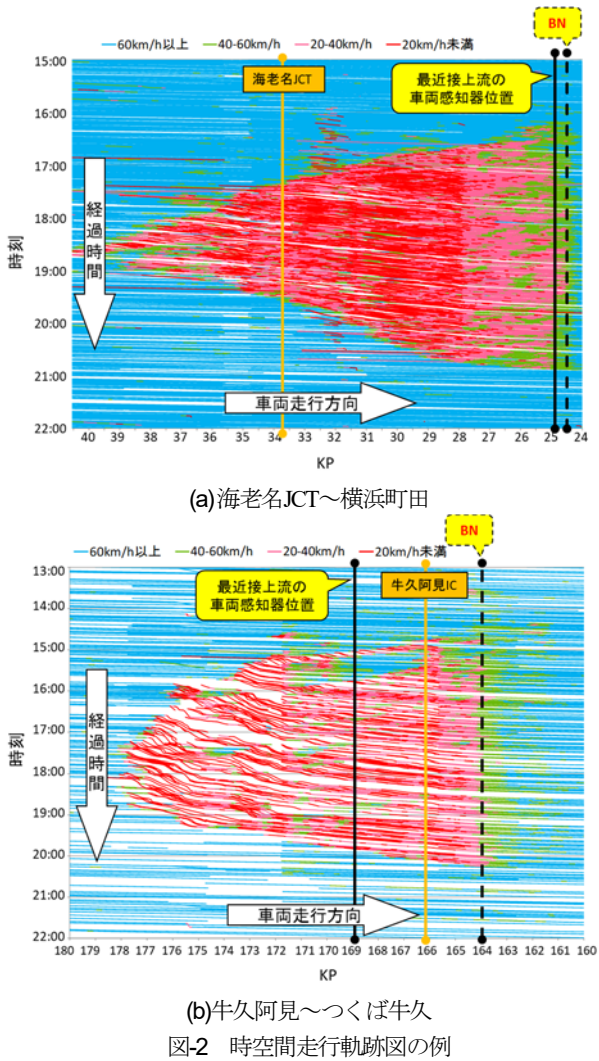 BN
60km/h以上 40-60km/h 20-40km/h 20km/h未満
15:00
海老名JCT
最近接上流の
車両感知器位置
16:00
17:00
18:00
19:00
20:00
21:00
22:00
時刻
経過時間
車両走行方向
40 39 38 37 36 35 34 33 32 31 30 29 28 27 26 25 24
KP
(a)海老名JCT～横浜町田
BN
60km/h以上 40-60km/h 20-40km/h 20km/h未満
13:00
最近接上流の
車両感知器位置
牛久阿見IC
14:00
15:00
16:00
17:00
18:00
19:00
20:00
21:00
22:00
時刻
経過時間
車両走行方向
180 179 177 176 175 174 172 171 170 169 168 166 165 164 163 162 161 160
KP
(b)牛久阿見～つくば牛久
図-2 時空間走行軌跡図の例